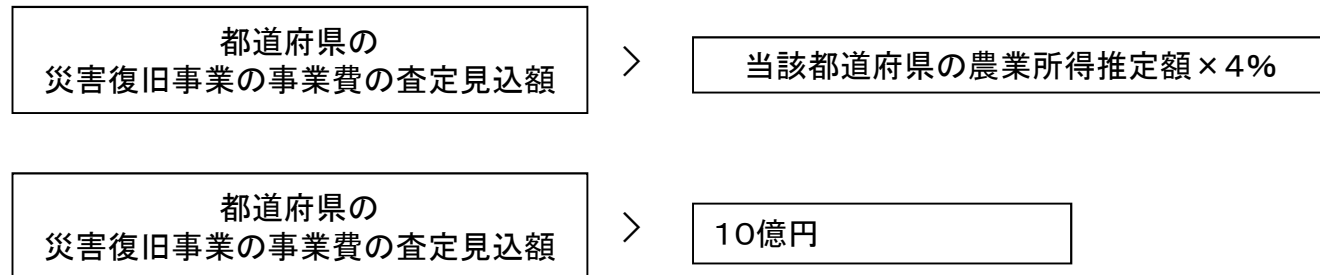 都道府県の
災害復旧事業の事業費の査定見込額
＞
当該都道府県の農業所得推定額×４％
都道府県の
災害復旧事業の事業費の査定見込額
＞
１０億円